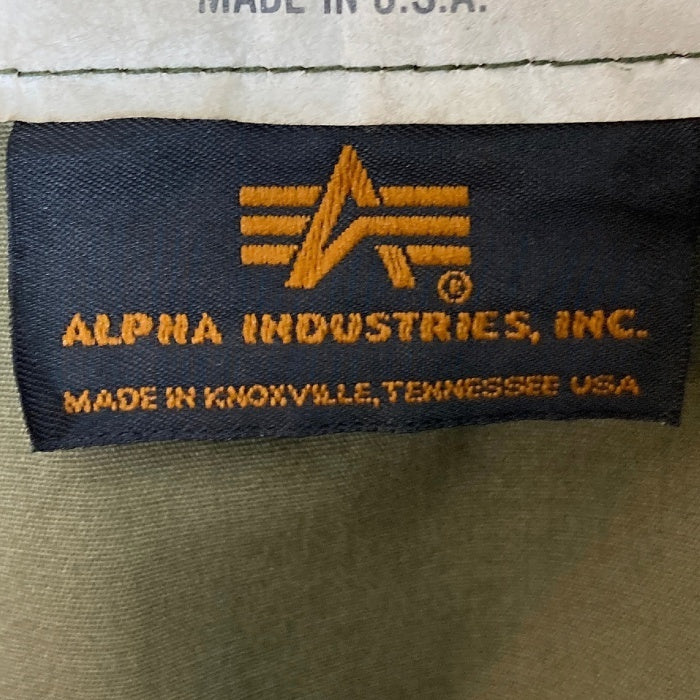 MADE IN U.S.A.
®
ALPHA INDUSTRIES, INC.
MADE IN KNOXVILLE, TENNESSEE USA